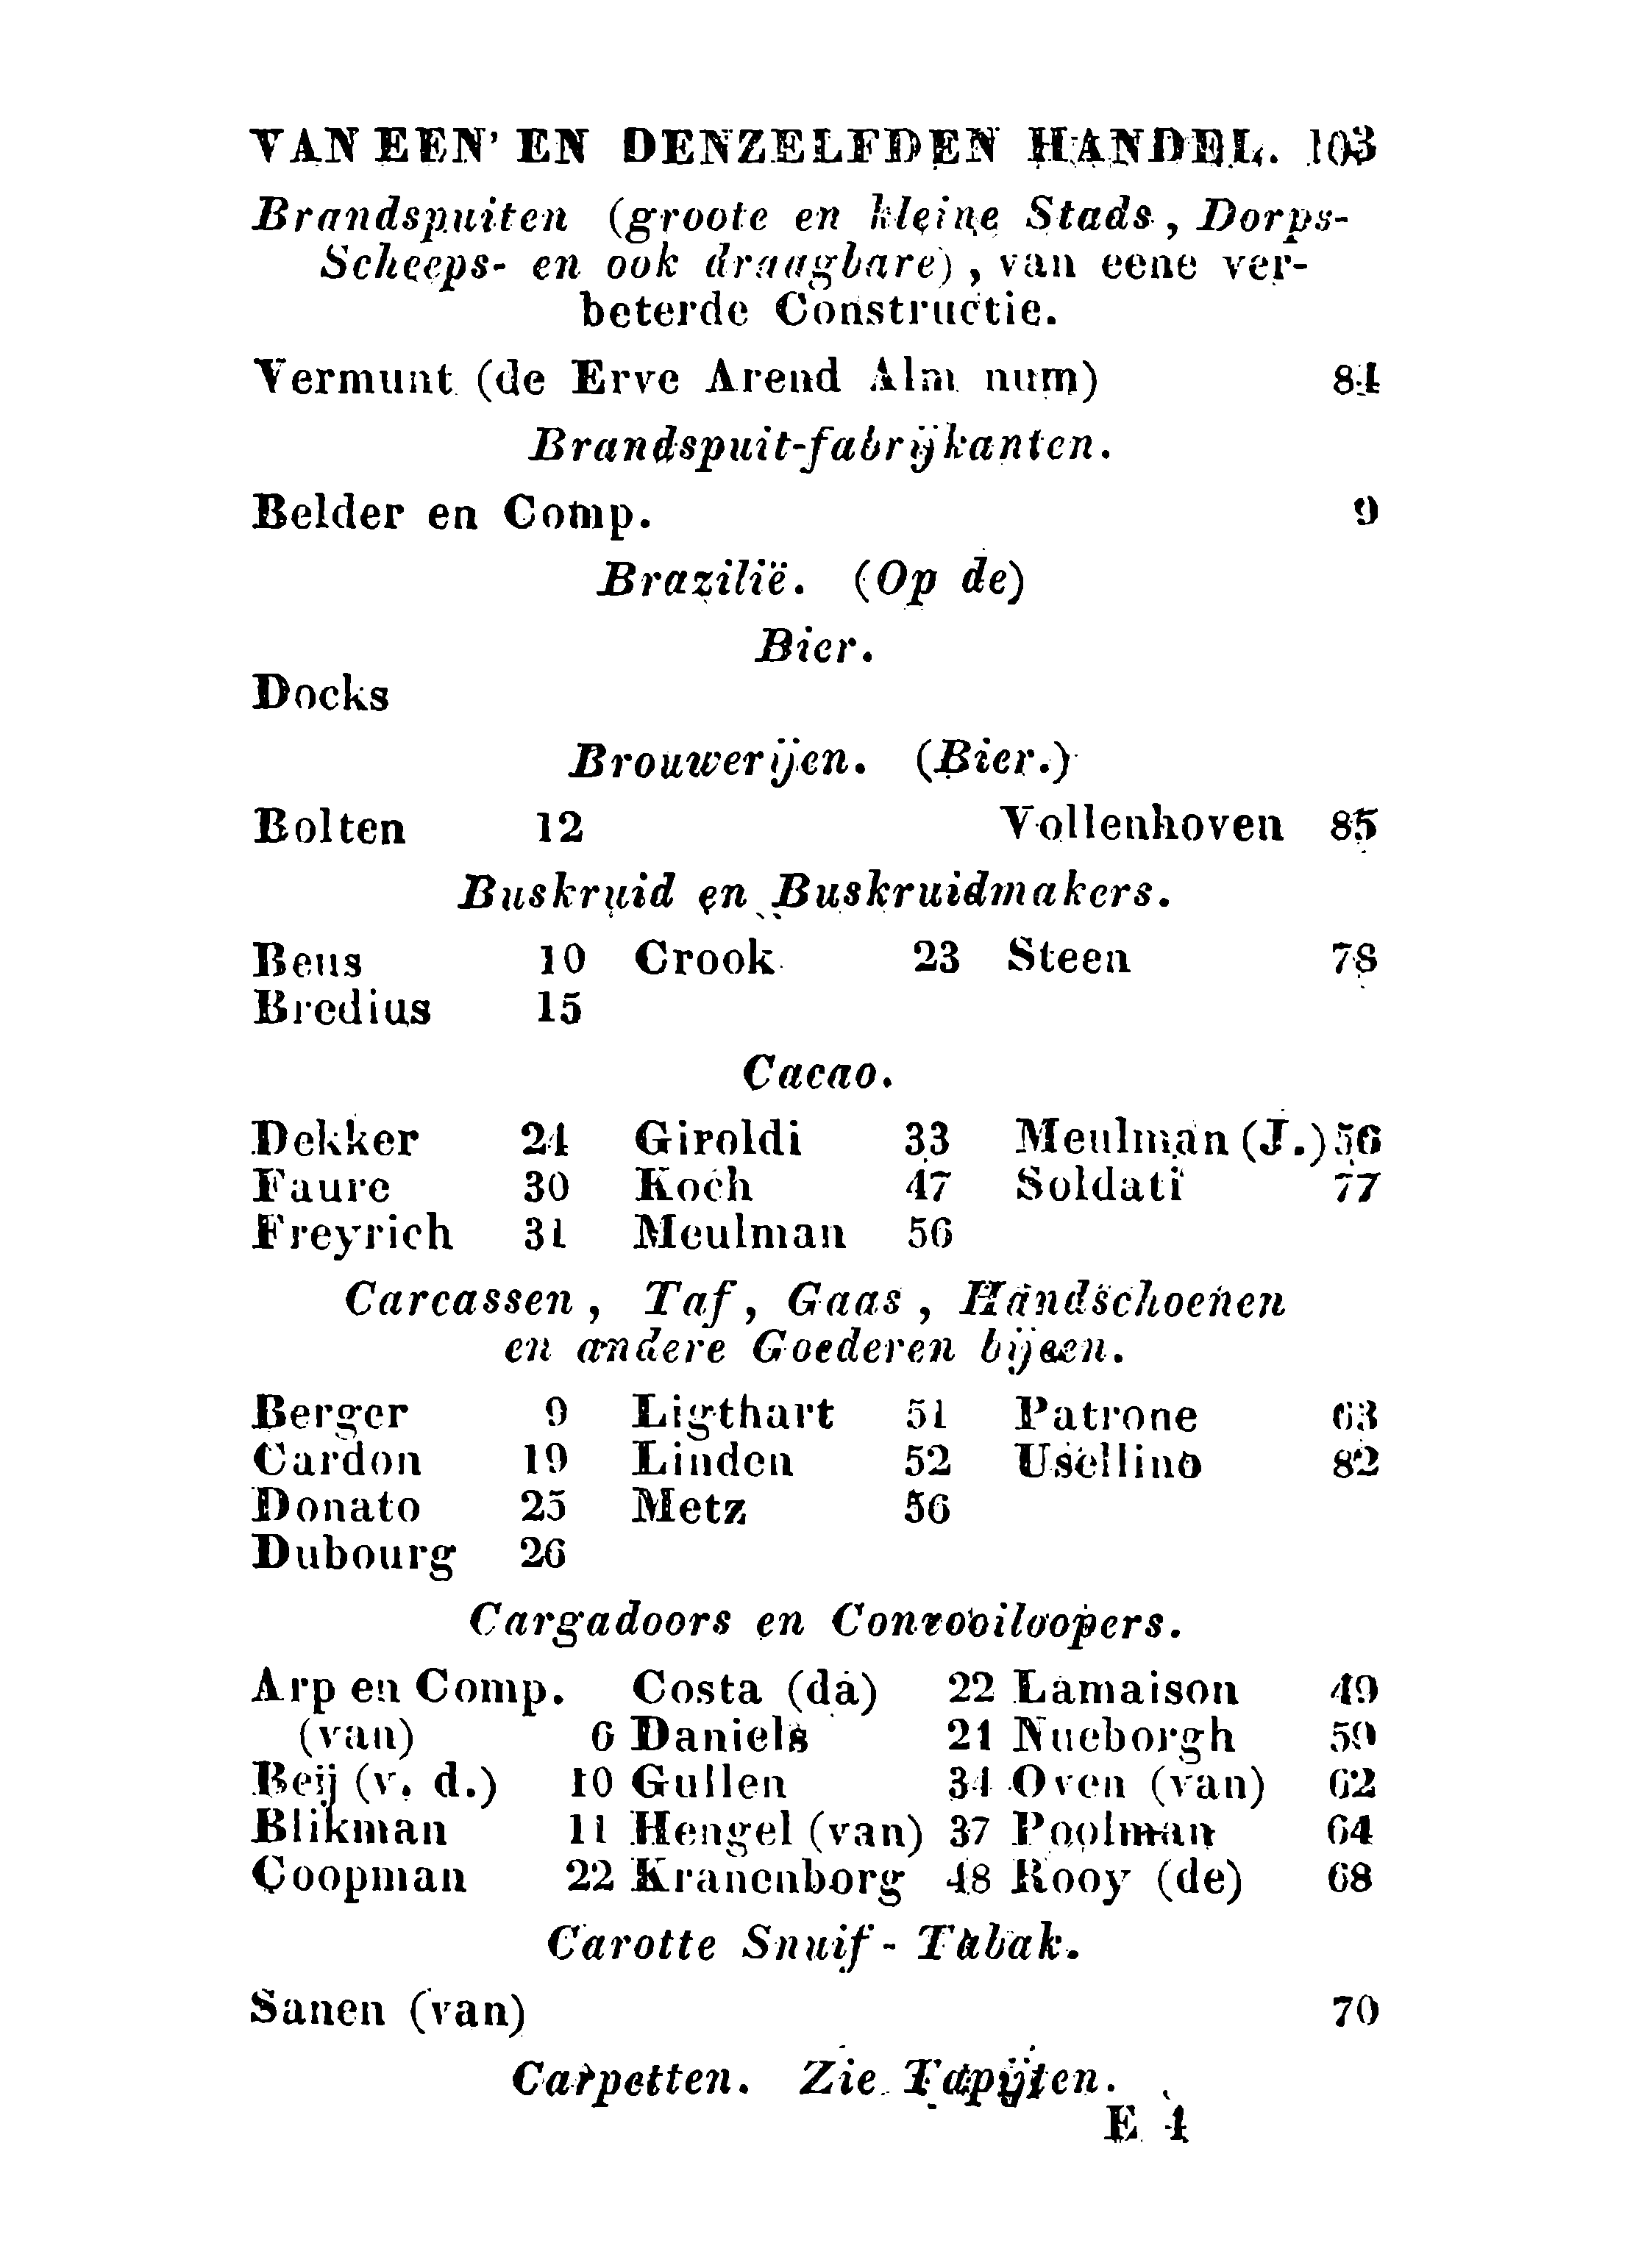 VAN EEN' EN DENZELFDEN HANDEL. 103
Brandspuiten (groote en kleine Stads, Dorps-
Scheeps- en ook draagbare), van eene ver-
beterde Constructie.
Vermunt (de Erve Arend Alm num) 84
Brandspuit-fabrijkanten.
Belder en Comp. 9
Brazilië. (Op de)
Bier.
Docks
Brouwerijen. (Bier.)
Bolten 12 Vollenhoven 85
Buskruid en Buskruidmakers.
Beus 10 Crook 23 Steen 78
Bredius 15
Cacao.
Dekker 24 Giroldi 33 Meulman (J.) 56
Faure 30 Koch 47 Soldati 77
Freyrich 31 Meulman 56
Carcassen, Taf, Gaas, Handschoenen
en andere Goederen bijeen.
Berger 9 Ligthart 51 Patrone 63
Cardon 19 Linden 52 Usellino 82
Donato 25 Metz 56
Dubourg 26
Cargadoors en Convooiloopers.
Arp en Comp. Costa (da) 22 Lamaison 49
(van) 6 Daniels 24 Nueborgh 59
Beij (v. d.) 10 Gullen 34 Oven (van) 62
Blikman 11 Hengel (van) 37 Poolman 64
Coopman 22 Kranenborg 48 Rooy (de) 68
Carotte Snuif-Tabak.
Sanen (van) 70
Carpetten. Zie Tapijten.
E 4